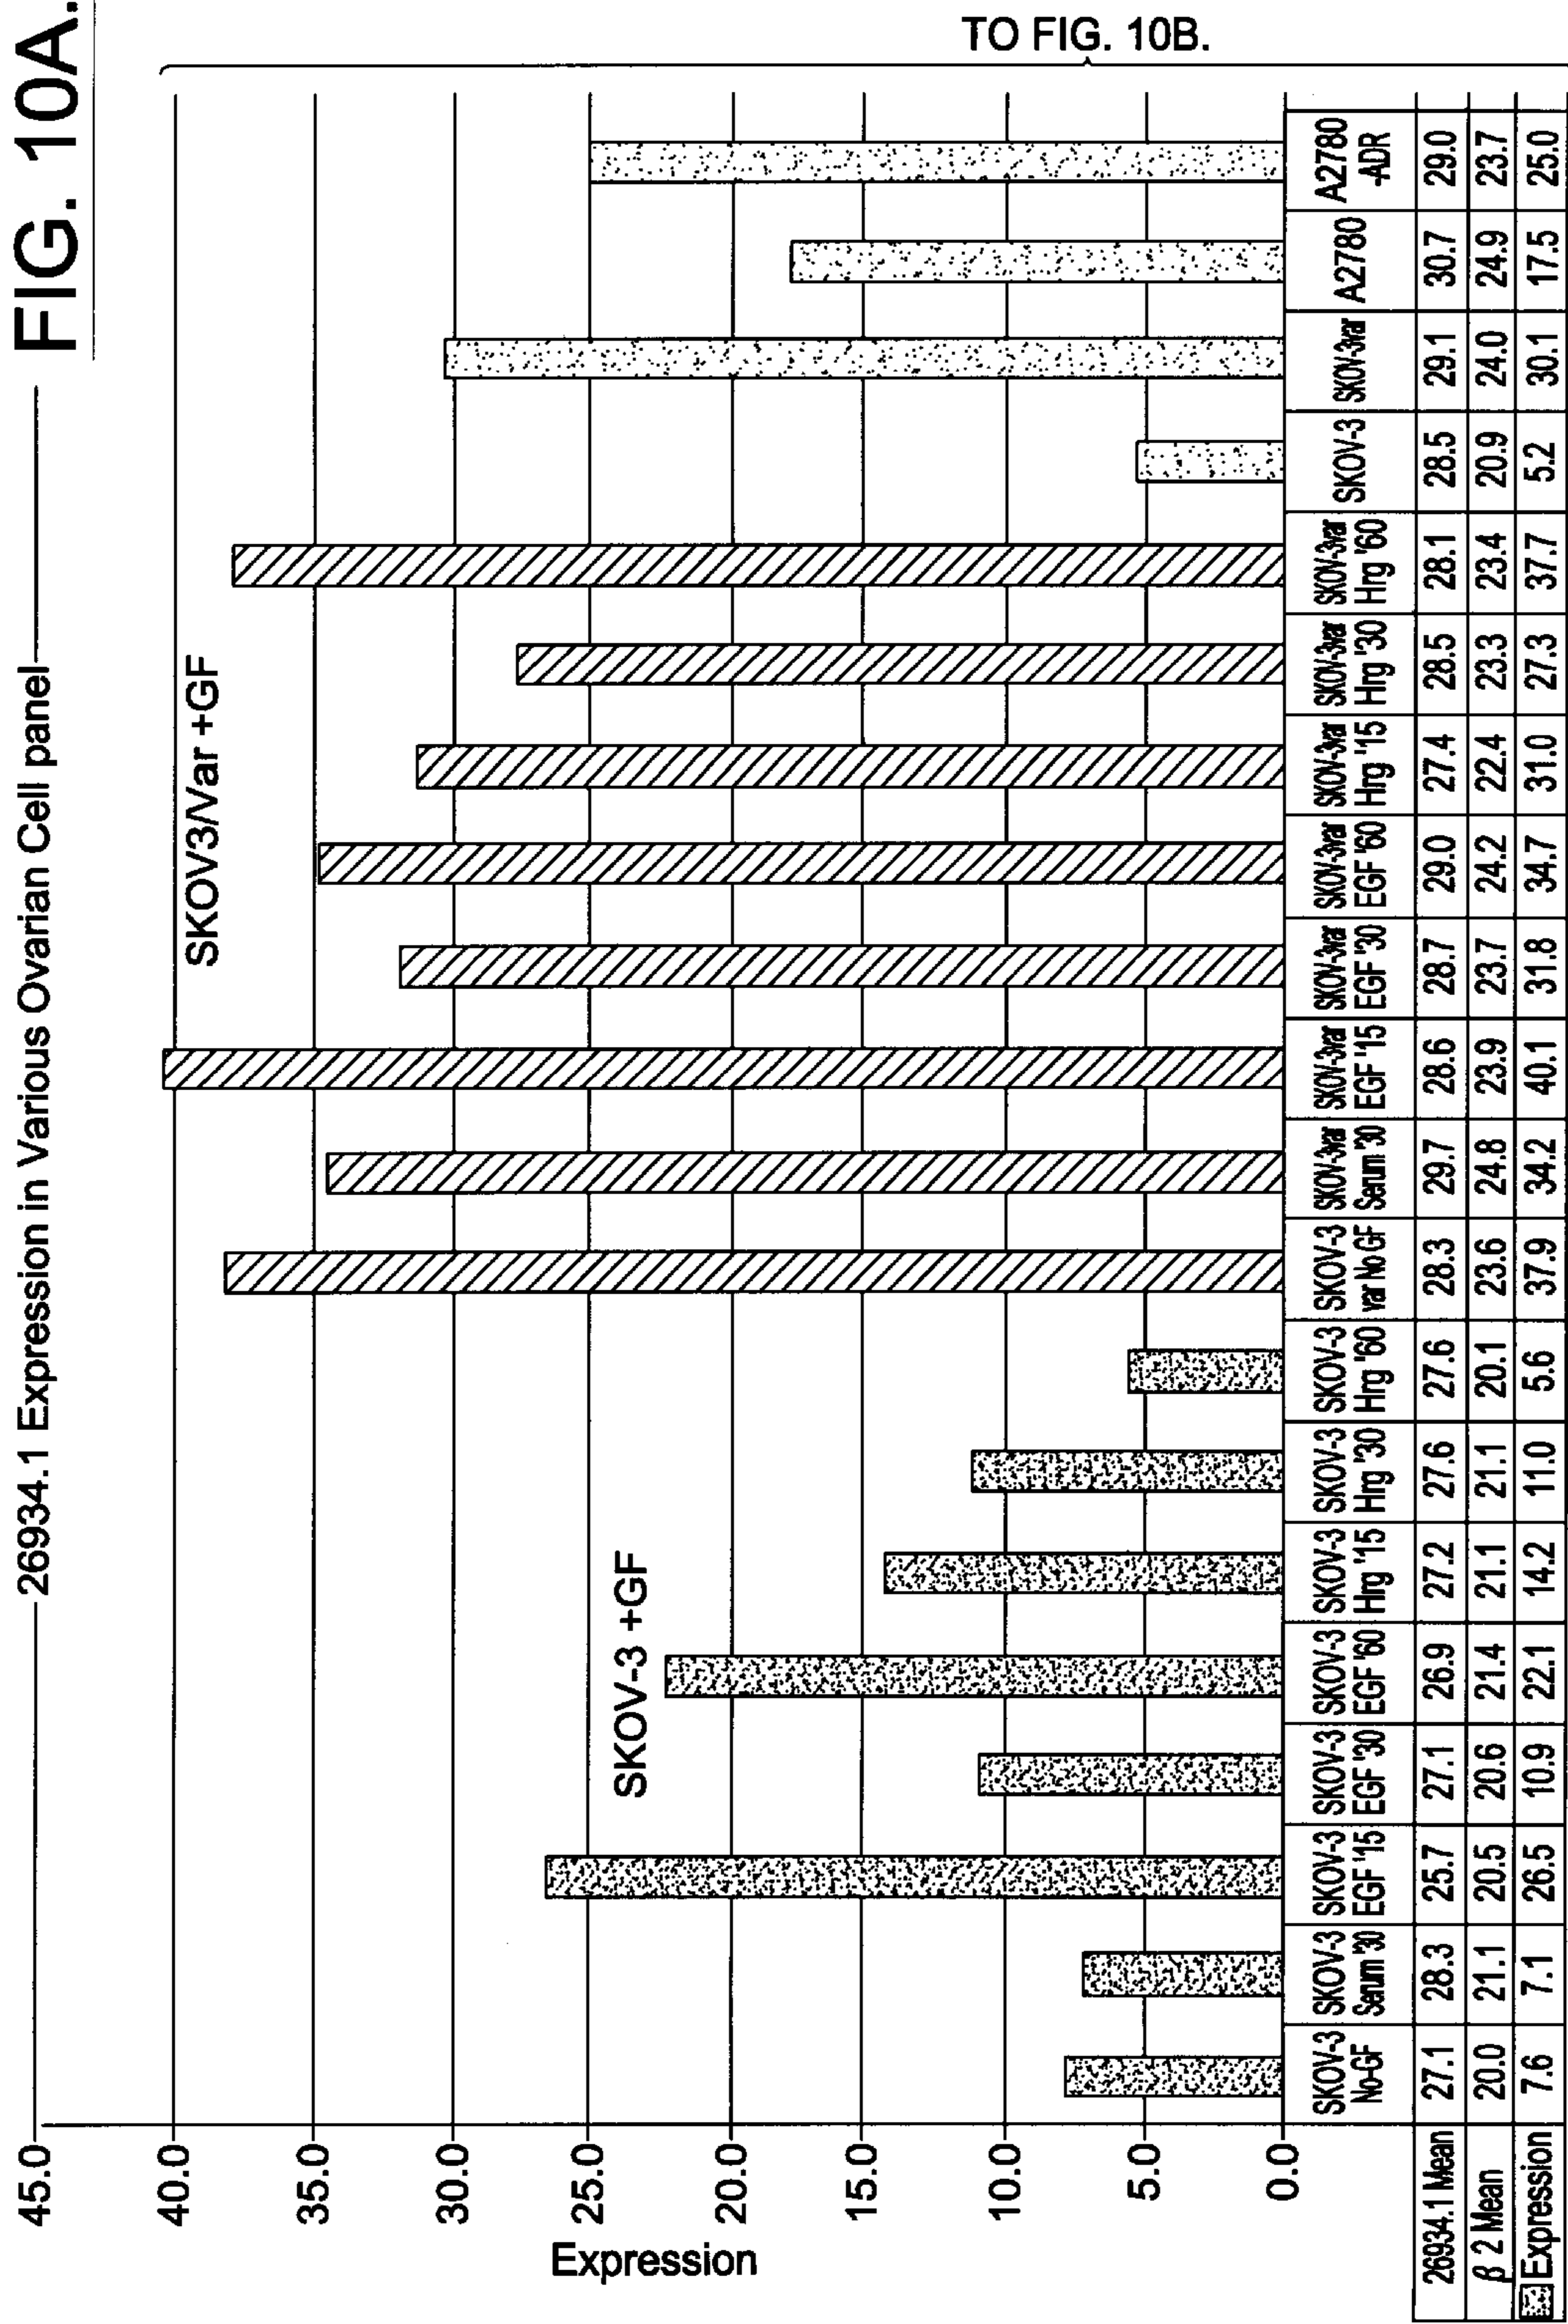 FIG. 10A.
26934.1 Expression in Various Ovarian Cell panel
TO FIG. 10B.
Expression
45.0
40.0
35.0
30.0
25.0
20.0
15.0
10.0
5.0
0.0
SKOV-3 +GF
SKOV3/Var +GF
SKOV-3 No-GF
SKOV-3 Serum '30
SKOV-3 EGF '15
SKOV-3 EGF '30
SKOV-3 EGF '60
SKOV-3 Hrg '15
SKOV-3 Hrg '30
SKOV-3 Hrg '60
SKOV-3 var No GF
SKOV-3var Serum '30
SKOV-3var EGF '15
SKOV-3var EGF '30
SKOV-3var EGF '60
SKOV-3var Hrg '15
SKOV-3var Hrg '30
SKOV-3var Hrg '60
SKOV-3
SKOV-3var
A2780
A2780 -ADR
26934.1 Mean 27.1 28.3 25.7 27.1 26.9 27.2 27.6 27.6 28.3 29.7 28.6 28.7 29.0 27.4 28.5 28.1 28.5 29.1 30.7 29.0
β 2 Mean 20.0 21.1 20.5 20.6 21.4 21.1 21.1 20.1 23.6 24.8 23.9 23.7 24.2 22.4 23.3 23.4 20.9 24.0 24.9 23.7
Expression 7.6 7.1 26.5 10.9 22.1 14.2 11.0 5.6 37.9 34.2 40.1 31.8 34.7 31.0 27.3 37.7 5.2 30.1 17.5 25.0